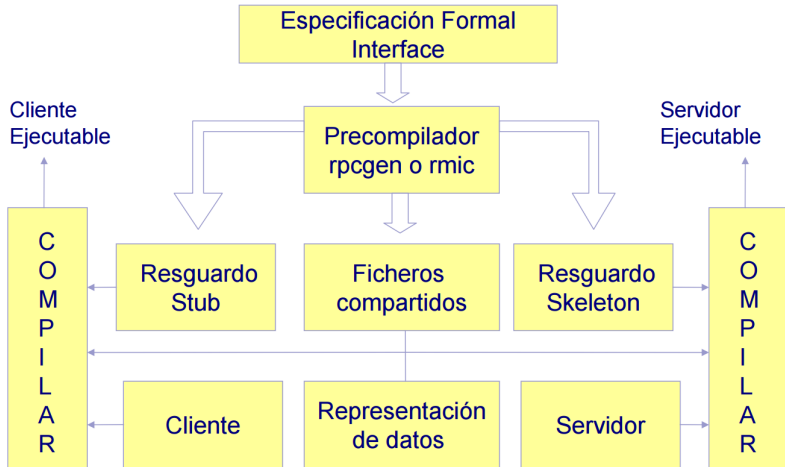 Especificación Formal
Interface
Cliente
Ejecutable
Precompilador
rpcgen o rmic
Servidor
Ejecutable
C
O
M
P
I
L
A
R
Resguardo
Stub
Ficheros
compartidos
Resguardo
Skeleton
C
O
M
P
I
L
A
R
Cliente
Representación
de datos
Servidor